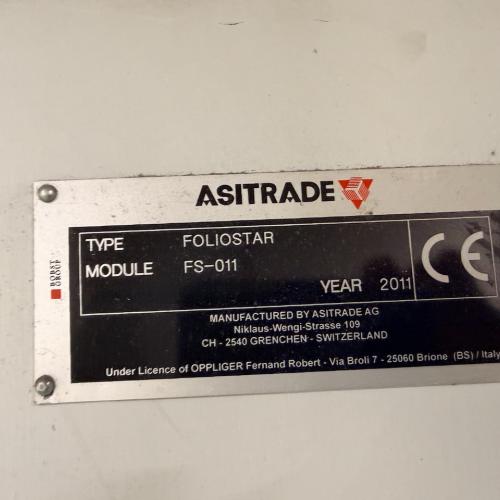 ASITRADE
TYPE FOLIOSTAR
MODULE FS-011
YEAR 2011
CE
BOBST GROUP
MANUFACTURED BY ASITRADE AG
Niklaus-Wengi-Strasse 109
CH - 2540 GRENCHEN - SWITZERLAND
Under Licence of OPPLIGER Fernand Robert - Via Broli 7 - 25060 Brione (BS) / Italy